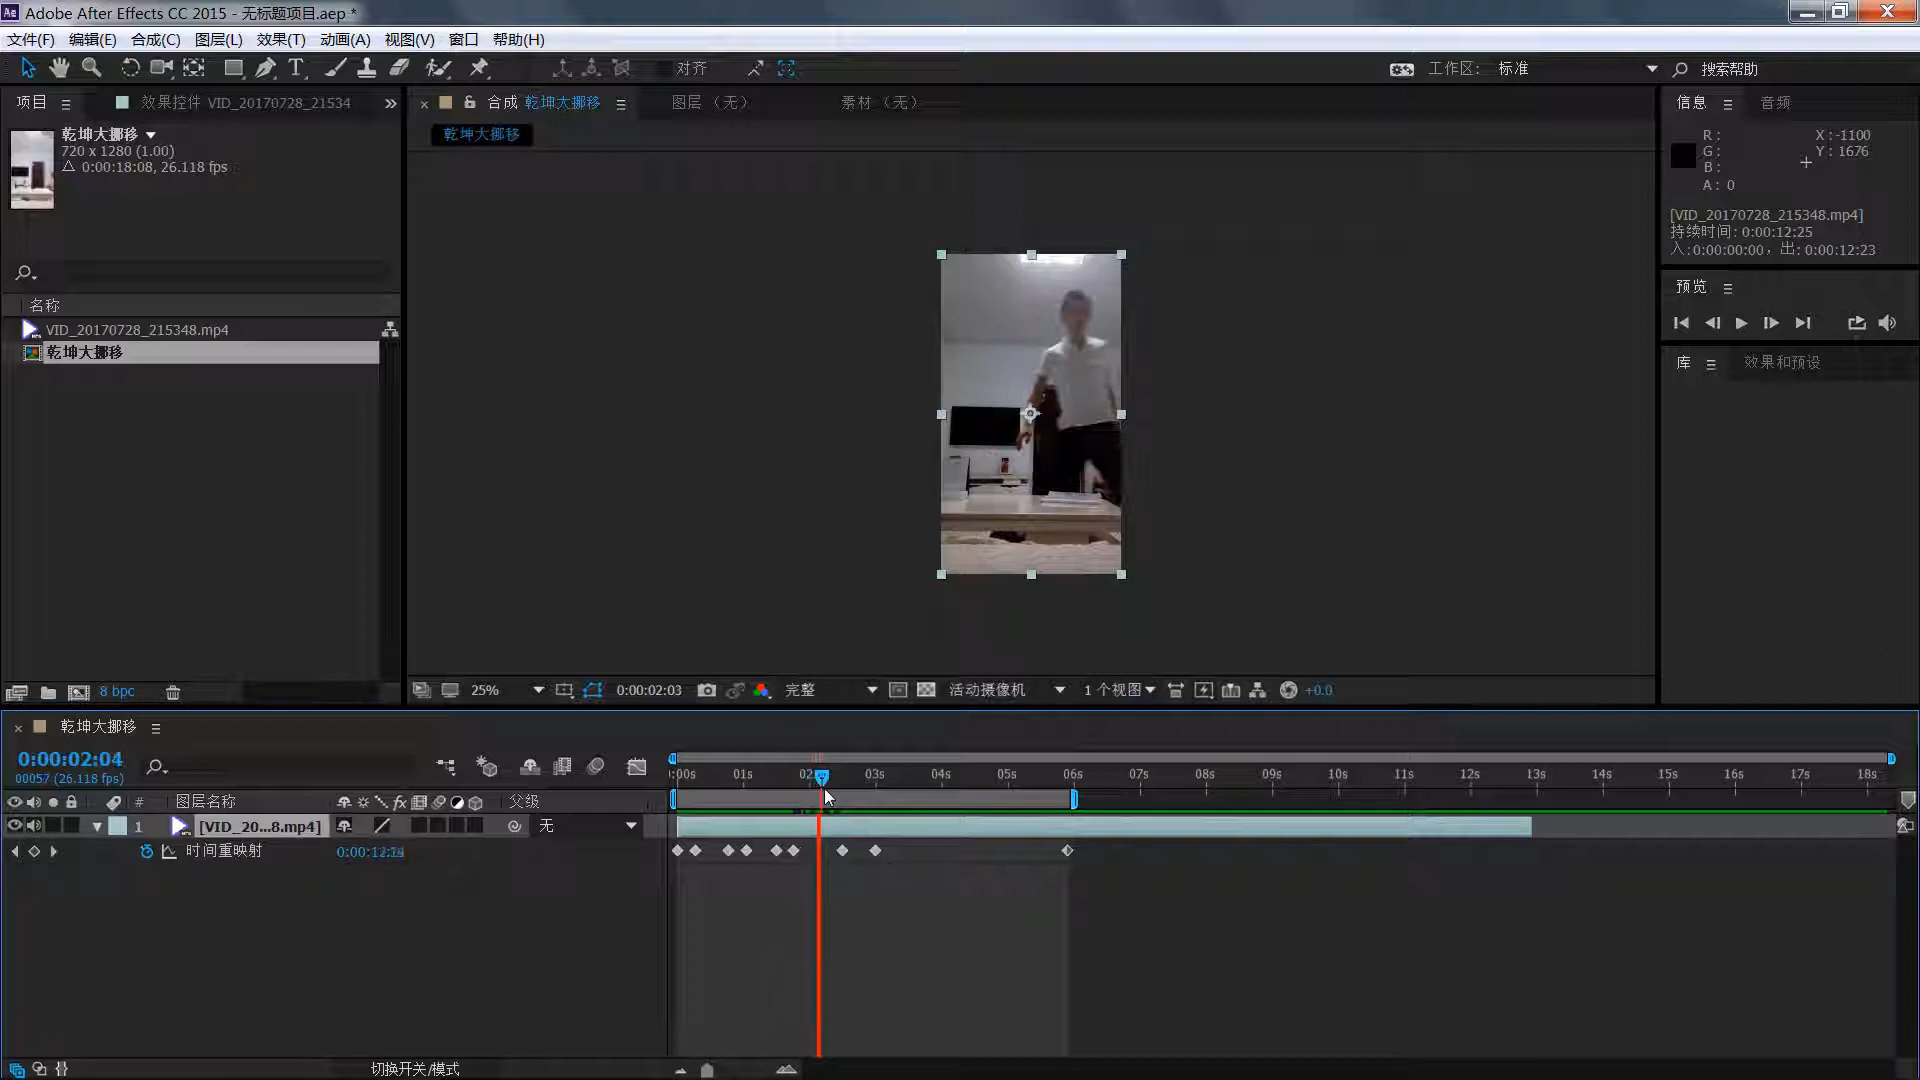 Adobe After Effects CC 2015 - 无标题项目.aep *
文件(F) 编辑(E) 合成(C) 图层(L) 效果(T) 动画(A) 视图(V) 窗口 帮助(H)
对齐 工作区: 标准 搜索帮助
项目 效果控件 VID_20170728_21534
合成 乾坤大挪移 图层 (无) 素材 (无)
信息 音频
乾坤大挪移
720 x 1280 (1.00)
Δ 0:00:18:08, 26.118 fps
乾坤大挪移
R :
G :
B :
A : 0
X : -1100
Y : 1676
[VID_20170728_215348.mp4]
持续时间: 0:00:12:25
入: 0:00:00:00, 出: 0:00:12:23
预览
库 效果和预设
名称
VID_20170728_215348.mp4
乾坤大挪移
8 bpc
25% 0:00:02:03 完整 活动摄像机 1 个视图 +0.0
乾坤大挪移
0:00:02:04
00057 (26.118 fps)
:00s 01s 02 03s 04s 05s 06s 07s 08s 09s 10s 11s 12s 13s 14s 15s 16s 17s 18s
# 图层名称 fx 父级
1 [VID_20...8.mp4] 无
时间重映射
切换开关/模式